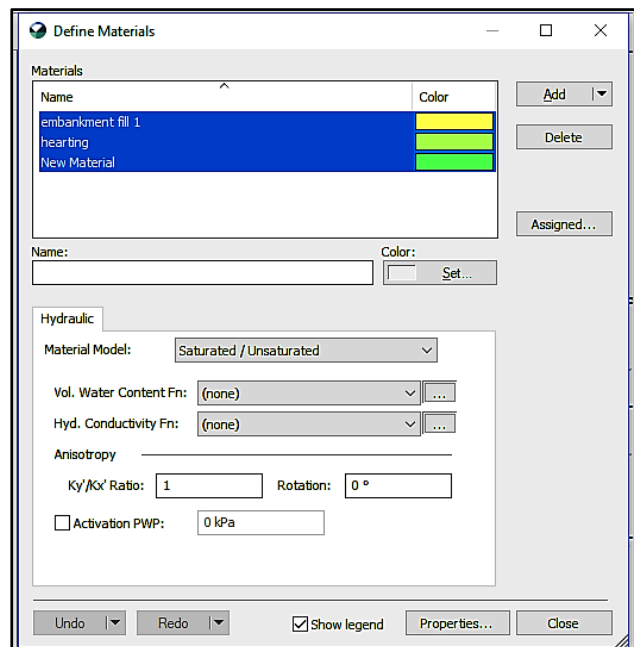 Define Materials
Materials
Name Color
Add
embankment fill 1
hearting
New Material
Delete
Assigned...
Name: Color:
Set...
Hydraulic
Material Model: Saturated / Unsaturated
Vol. Water Content Fn: (none) ...
Hyd. Conductivity Fn: (none) ...
Anisotropy
Ky'/Kx' Ratio: 1 Rotation: 0 °
Activation PWP: 0 kPa
Undo Redo Show legend Properties... Close